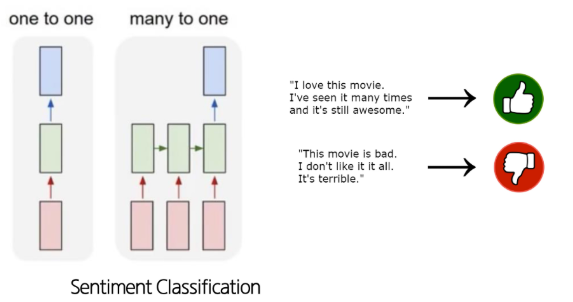 one to one
many to one
"I love this movie.
I've seen it many times
and it's still awesome."
"This movie is bad.
I don't like it it all.
It's terrible."
Sentiment Classification